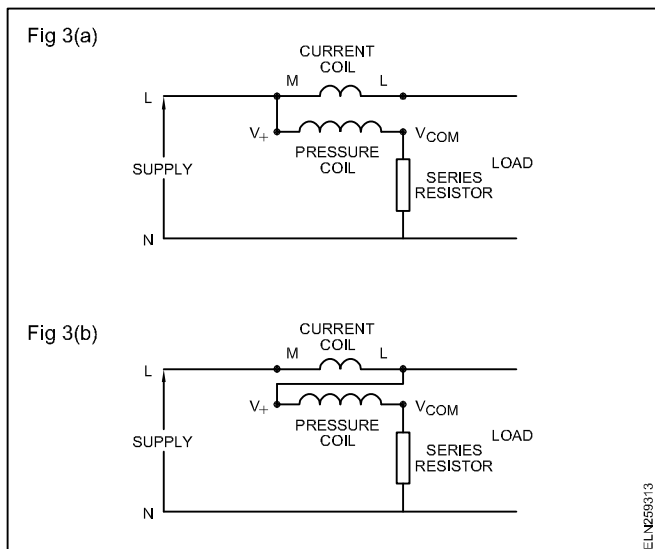 Fig 3(a)
CURRENT
COIL
M L
L
V+ VCOM
PRESSURE
COIL
LOAD
SUPPLY
SERIES
RESISTOR
N
Fig 3(b)
CURRENT
COIL
M L
L
V+ VCOM
PRESSURE
COIL
LOAD
SUPPLY
SERIES
RESISTOR
N
ELN259313